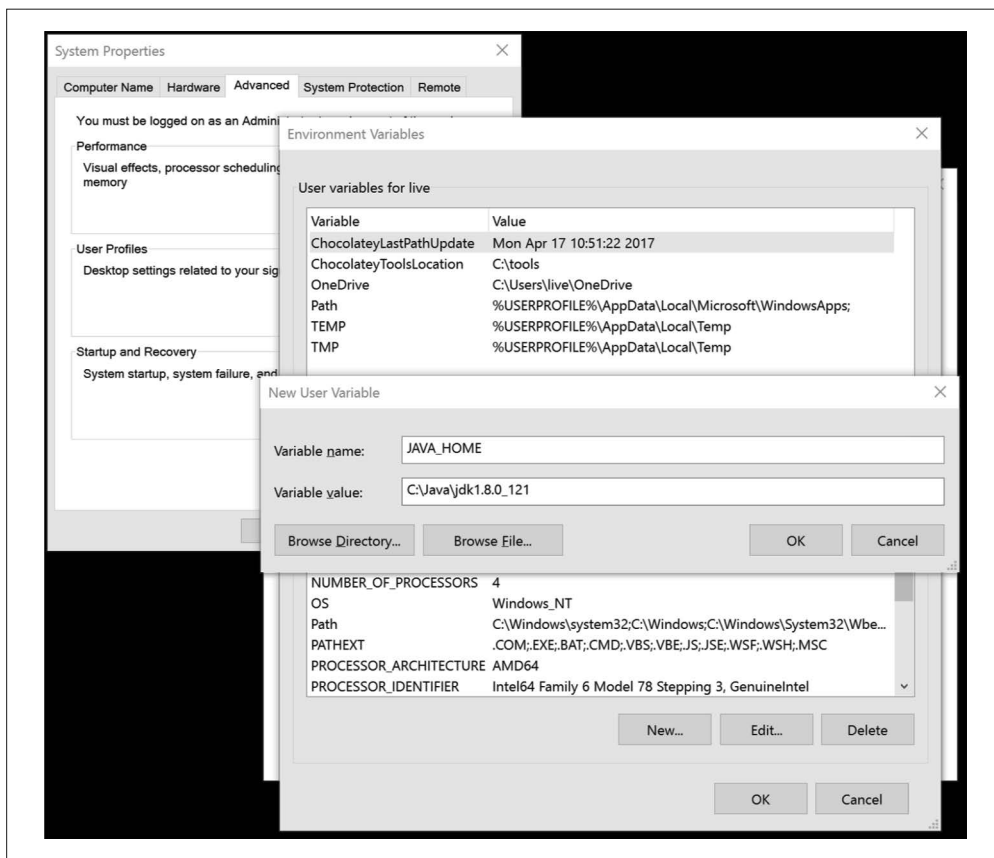 System Properties
Computer Name Hardware Advanced System Protection Remote
You must be logged on as an Admin
Performance
Visual effects, processor scheduling
memory
User Profiles
Desktop settings related to your sig
Startup and Recovery
System startup, system failure, and
Environment Variables
User variables for live
Variable Value
ChocolateyLastPathUpdate Mon Apr 17 10:51:22 2017
ChocolateyToolsLocation C:\tools
OneDrive C:\Users\live\OneDrive
Path %USERPROFILE%\AppData\Local\Microsoft\WindowsApps;
TEMP %USERPROFILE%\AppData\Local\Temp
TMP %USERPROFILE%\AppData\Local\Temp
New User Variable
Variable name: JAVA_HOME
Variable value: C:\Java\jdk1.8.0_121
Browse Directory... Browse File... OK Cancel
NUMBER_OF_PROCESSORS 4
OS Windows_NT
Path C:\Windows\system32;C:\Windows;C:\Windows\System32\Wbe...
PATHEXT .COM;.EXE;.BAT;.CMD;.VBS;.VBE;.JS;.JSE;.WSF;.WSH;.MSC
PROCESSOR_ARCHITECTURE AMD64
PROCESSOR_IDENTIFIER Intel64 Family 6 Model 78 Stepping 3, GenuineIntel
New... Edit... Delete
OK Cancel